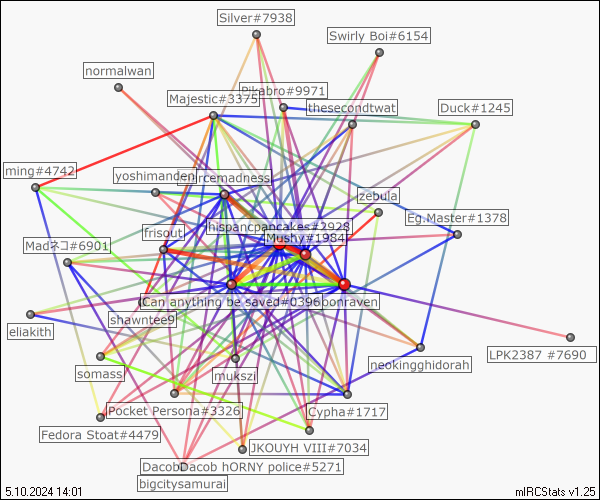 Silver#7938
Swirly Boi#6154
normalwan
Pikabro#9971
Majestic#3375
thesecondtwat
Duck#1245
ming#4742
yoshimanden
cemadness
zebula
Eg.Master#1378
hispancpancakes#2928
frisout
Mushy#1984
Madネコ#6901
(Can anything be saved#0396
bonraven
shawntee9
eliakith
LPK2387 #7690
neokingghidorah
somass
mukszi
Pocket Persona#3326
Cypha#1717
Fedora Stoat#4479
JKOUYH VIII#7034
DacobDacob hORNY police#5271
bigcitysamurai
5.10.2024 14:01
mIRCStats v1.25